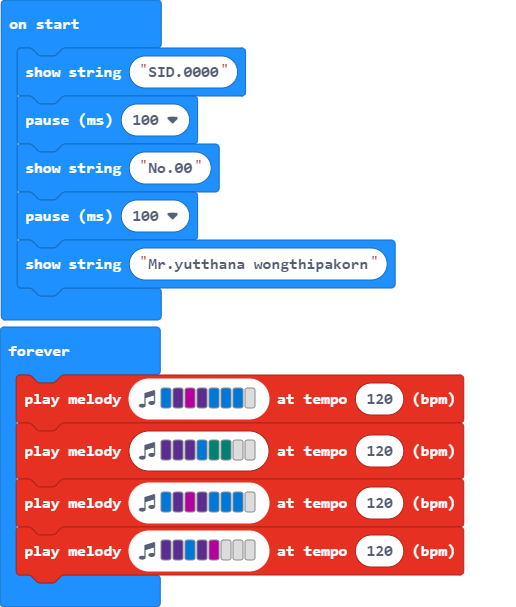 on start
show string "SID.0000"
pause (ms) 100
show string "No.00"
pause (ms) 100
show string "Mr.yutthana wongthipakorn"
forever
play melody at tempo 120 (bpm)
play melody at tempo 120 (bpm)
play melody at tempo 120 (bpm)
play melody at tempo 120 (bpm)